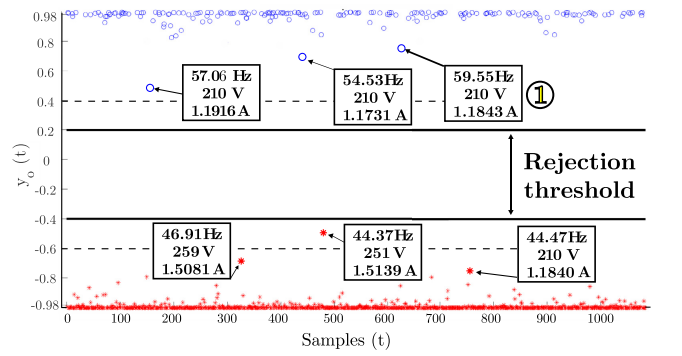 0.98
0.8
0.6
0.4
0.2
0
-0.2
-0.4
-0.6
-0.8
-0.98
y_o (t)
57.06 Hz
210 V
1.1916 A
54.53Hz
210 V
1.1731 A
59.55Hz
210 V
1.1843 A
1
Rejection
threshold
46.91Hz
259 V
1.5081 A
44.37Hz
251 V
1.5139 A
44.47Hz
210 V
1.1840 A
0 100 200 300 400 500 600 700 800 900 1000
Samples (t)